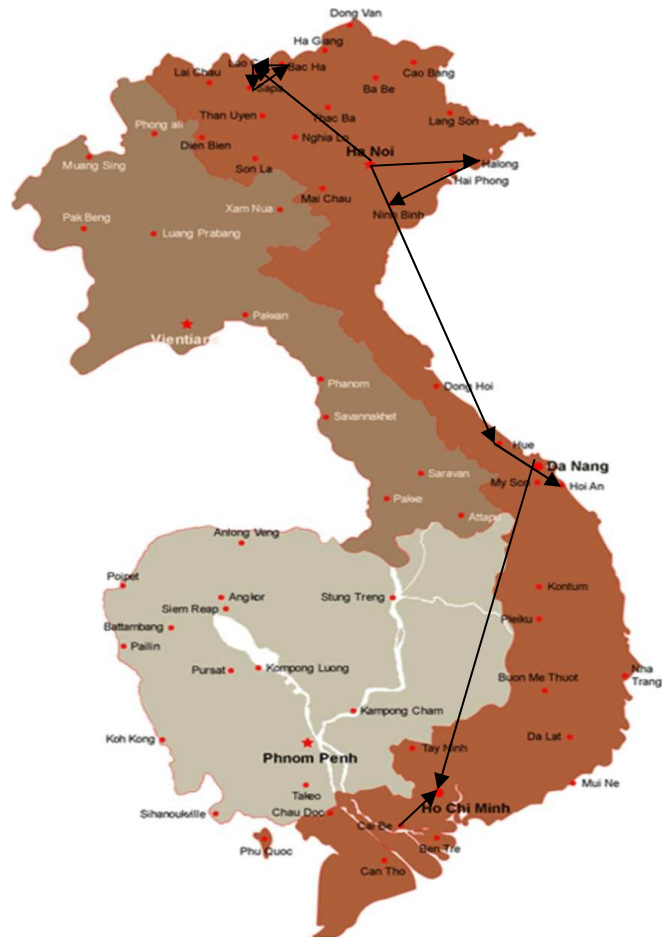 Dong Van
Ha Giang
Lao
Bac Ha
Lai Chau
Cao Bang
Sapa
Ba Be
Than Uyen
Thac Ba
Lang Son
Phong ali
Nghia Lo
Dien Bien
Ha Noi
Muang Sing
Son La
Halong
Hai Phong
Mai Chau
Xam Nua
Ninh Binh
Pak Beng
Luang Prabang
Pakxan
Vientiane
Phanom
Dong Hoi
Savannakhet
Hue
Da Nang
Saravan
My Son
Hoi An
Pakxe
Attapu
Anlong Veng
Poipet
Angkor
Stung Treng
Kontum
Siem Reap
Battambang
Pleiku
Pailin
Pursat
Kompong Luong
Buon Me Thuot
Nha
Trang
Kampong Cham
Koh Kong
Tay Ninh
Da Lat
Phnom Penh
Takeo
Mui Ne
Sihanoukville
Chau Doc
Ho Chi Minh
Cai Be
Phu Quoc
Ben Tre
Can Tho